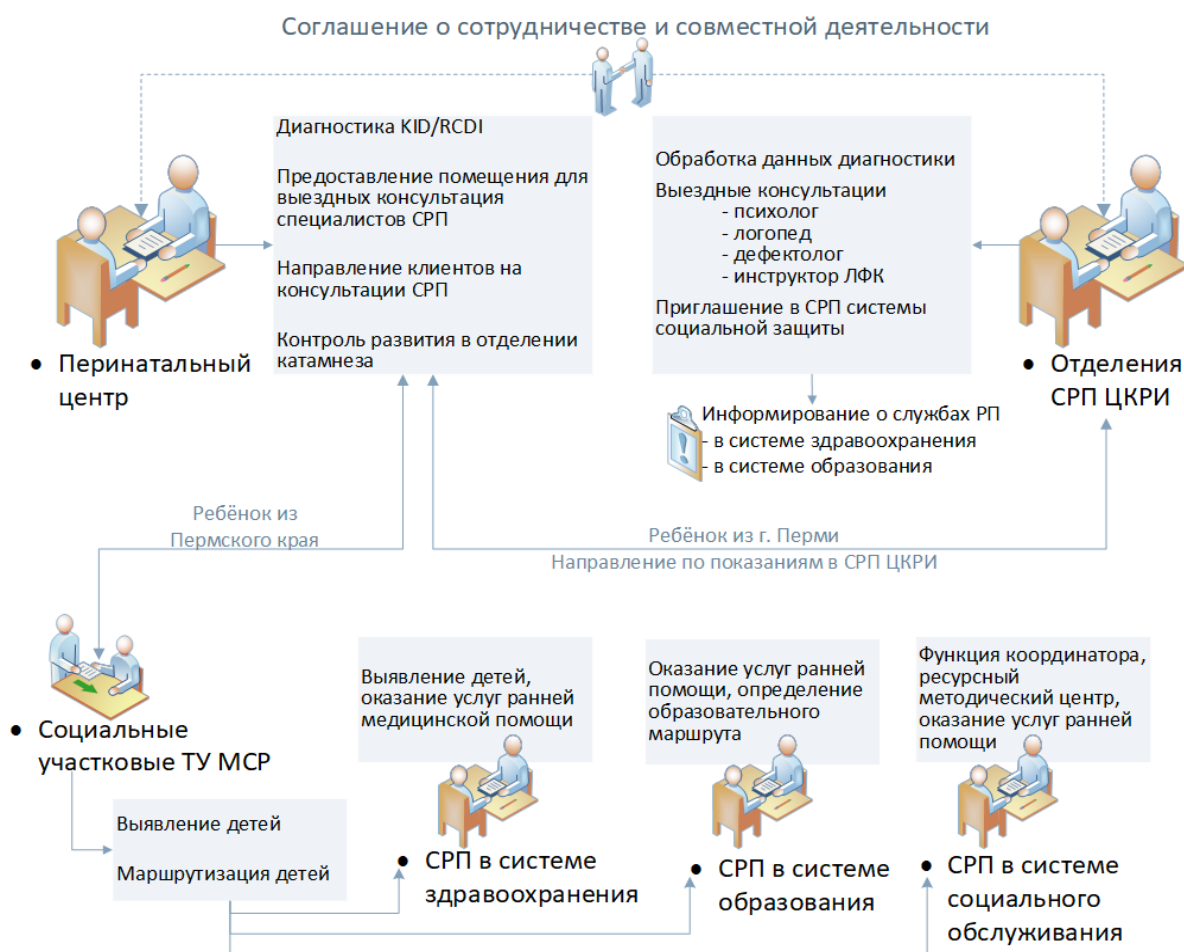 Соглашение о сотрудничестве и совместной деятельности
Диагностика KID/RCDI
Предоставление помещения для
выездных консультация
специалистов СРП
Направление клиентов на
консультации СРП
Контроль развития в отделении
катамнеза
Обработка данных диагностики
Выездные консультации
- психолог
- логопед
- дефектолог
- инструктор ЛФК
Приглашение в СРП системы
социальной защиты
• Перинатальный
центр
• Отделения
СРП ЦКРИ
Информирование о службах РП
- в системе здравоохранения
- в системе образования
Ребёнок из
Пермского края
Ребёнок из г. Перми
Направление по показаниям в СРП ЦКРИ
• Социальные
участковые ТУ МСР
Выявление детей,
оказание услуг ранней
медицинской помощи
Оказание услуг ранней
помощи, определение
образовательного
маршрута
Функция координатора,
ресурсный
методический центр,
оказание услуг ранней
помощи
Выявление детей
Маршрутизация детей
• СРП в системе
здравоохранения
• СРП в системе
образования
• СРП в системе
социального
обслуживания